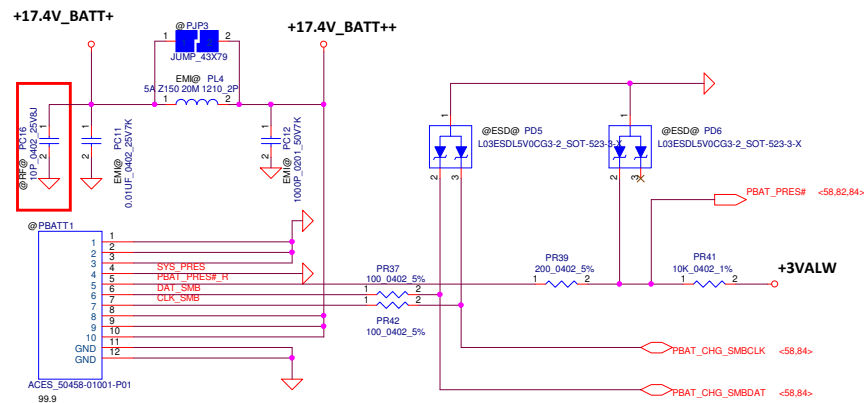 +17.4V_BATT+
@ PJP3
1 2
JUMP_43X79
+17.4V_BATT++
EMI@ PL4
5A Z150 20M 1210_2P
1 2
@RF@ PC16
10P_0402_25V8J
1
2
EMI@ PC11
0.01UF_0402_25V7K
1
2
EMI@ PC12
1000P_0201_50V7K
1
2
@ESD@ PD5
L03ESDL5V0CG3-2_SOT-523-3-X
1
2 3
@ESD@ PD6
L03ESDL5V0CG3-2_SOT-523-3-X
1
2 3
PBAT_PRES# <58,82,84>
@PBATT1
1 1
2 2
3 3
4 4 SYS_PRES
5 5 PBAT_PRES#_R
6 6 DAT_SMB
7 7 CLK_SMB
8 8
9 9
10 10
GND 11
GND 12
ACES_50458-01001-P01
99.9
PR37
100_0402_5%
1 2
1 2
PR42
100_0402_5%
PR39
200_0402_5%
1 2
PR41
10K_0402_1%
1 2
+3VALW
PBAT_CHG_SMBCLK <58,84>
PBAT_CHG_SMBDAT <58,84>